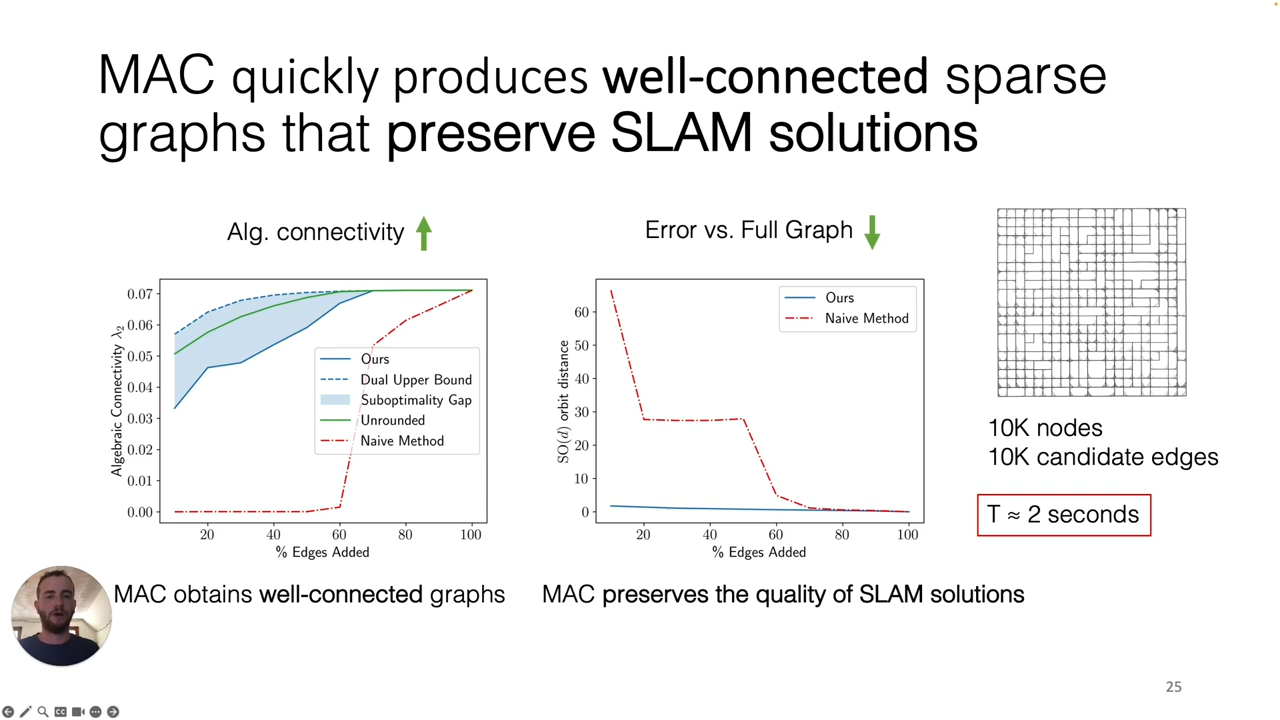 MAC quickly produces well-connected sparse
graphs that preserve SLAM solutions
Alg. connectivity
Algebraic Connectivity λ₂
0.07
0.06
0.05
0.04
0.03
0.02
0.01
0.00
Ours
Dual Upper Bound
Suboptimality Gap
Unrounded
Naive Method
20 40 60 80 100
% Edges Added
MAC obtains well-connected graphs
Error vs. Full Graph
SO(d) orbit distance
60
50
40
30
20
10
0
Ours
Naive Method
20 40 60 80 100
% Edges Added
MAC preserves the quality of SLAM solutions
10K nodes
10K candidate edges
T ≈ 2 seconds
25
CC